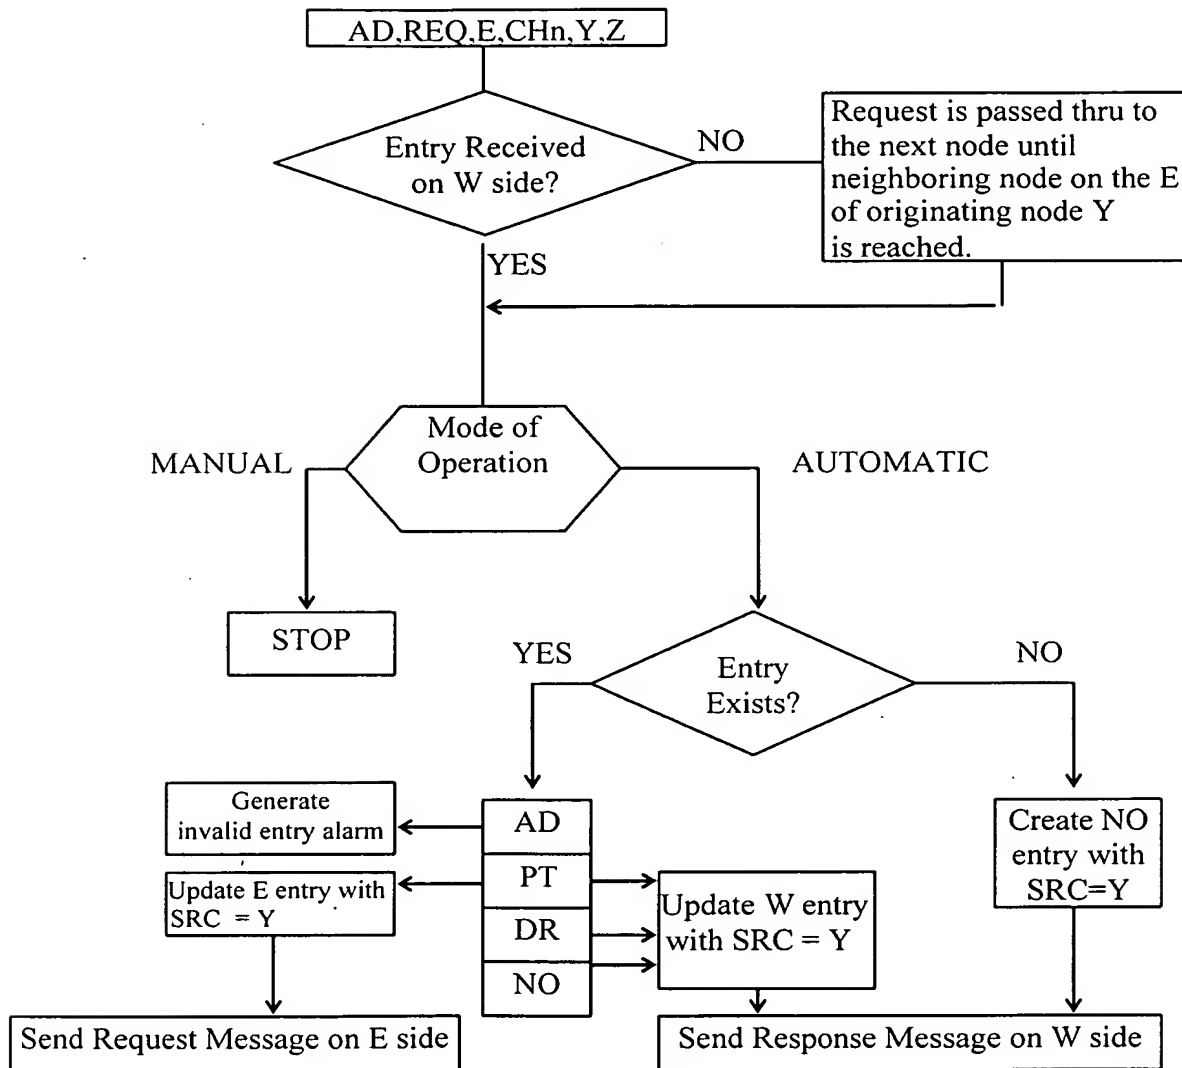 AD,REQ,E,CHn,Y,Z
Entry Received
on W side?
NO
Request is passed thru to
the next node until
neighboring node on the E
of originating node Y
is reached.
YES
Mode of
Operation
MANUAL
AUTOMATIC
STOP
YES
Entry
Exists?
NO
Generate
invalid entry alarm
AD
PT
DR
NO
Update E entry with
SRC = Y
Update W entry
with SRC = Y
Create NO
entry with
SRC=Y
Send Request Message on E side
Send Response Message on W side